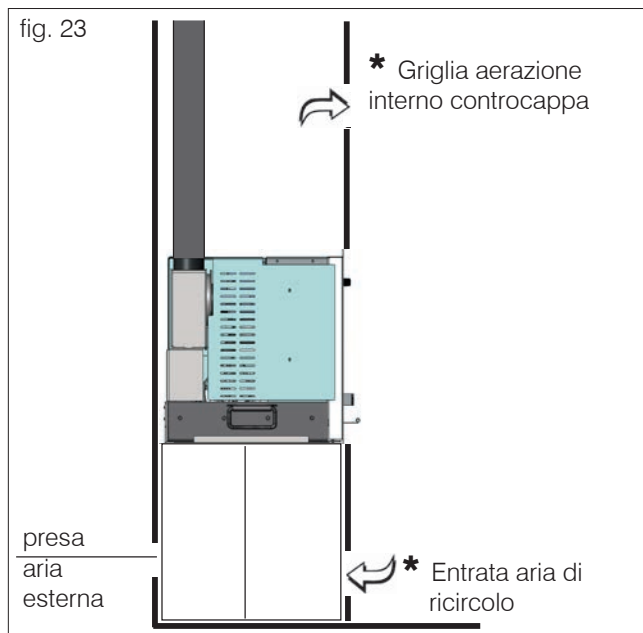 fig. 23
* Griglia aerazione
interno controcappa
presa
aria
esterna
* Entrata aria di
ricircolo